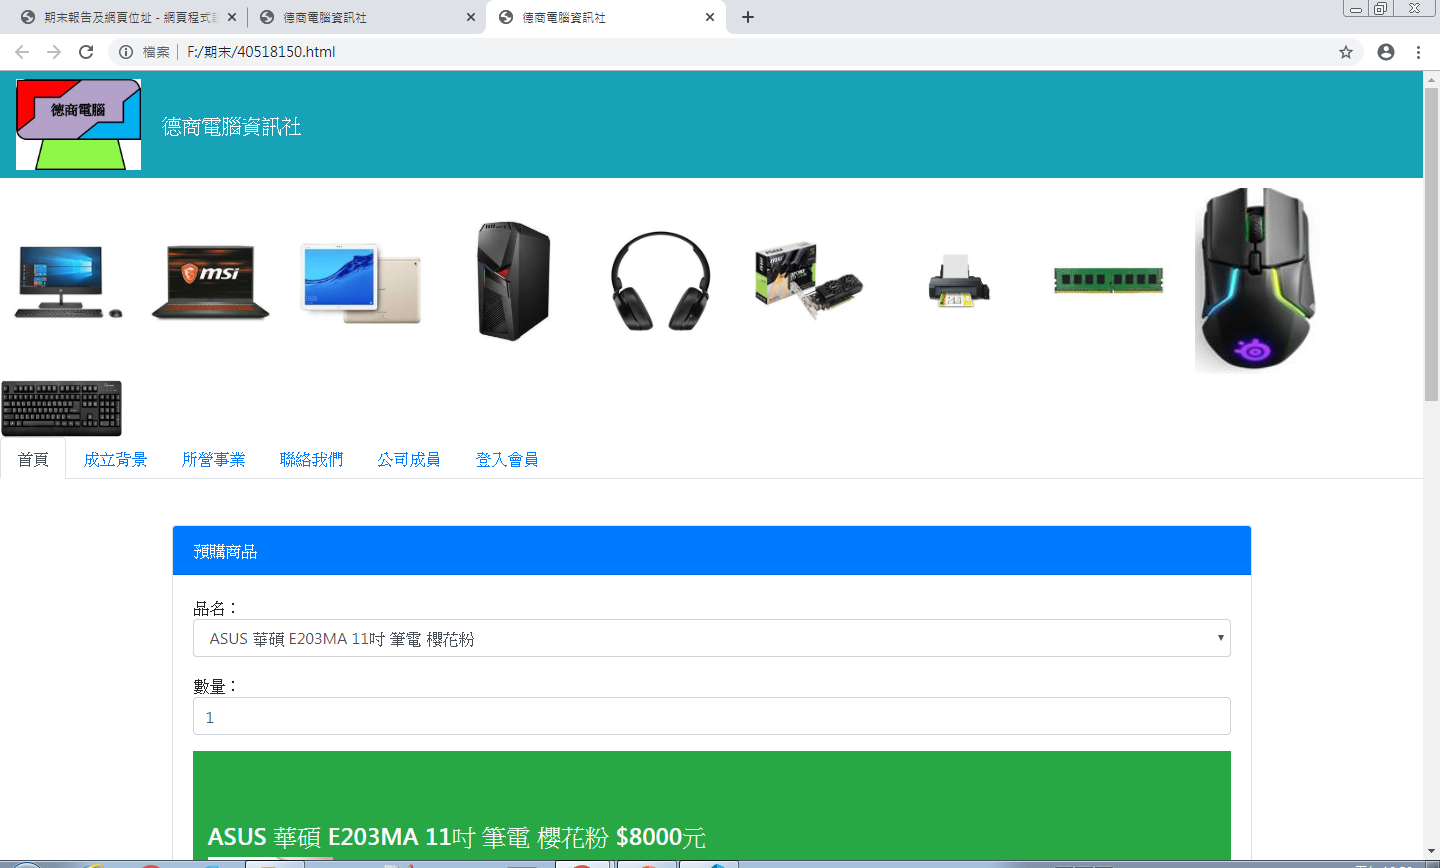 期末報告及網頁位址 - 網頁程式
德商電腦資訊社
德商電腦資訊社
檔案
F:/期末/40518150.html
德商電腦
德商電腦資訊社
msi
首頁
成立背景
所營事業
聯絡我們
公司成員
登入會員
預購商品
品名：
ASUS 華碩 E203MA 11吋 筆電 櫻花粉
數量：
1
ASUS 華碩 E203MA 11吋 筆電 櫻花粉 $8000元